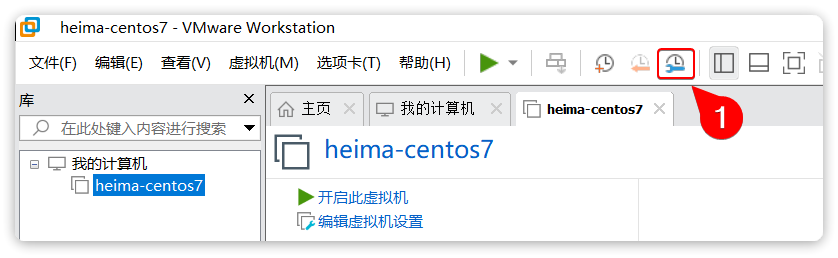 heima-centos7 - VMware Workstation
文件(F) 编辑(E) 查看(V) 虚拟机(M) 选项卡(T) 帮助(H)
1
库
主页 我的计算机 heima-centos7
在此处键入内容进行搜索
heima-centos7
我的计算机
heima-centos7
开启此虚拟机
编辑虚拟机设置